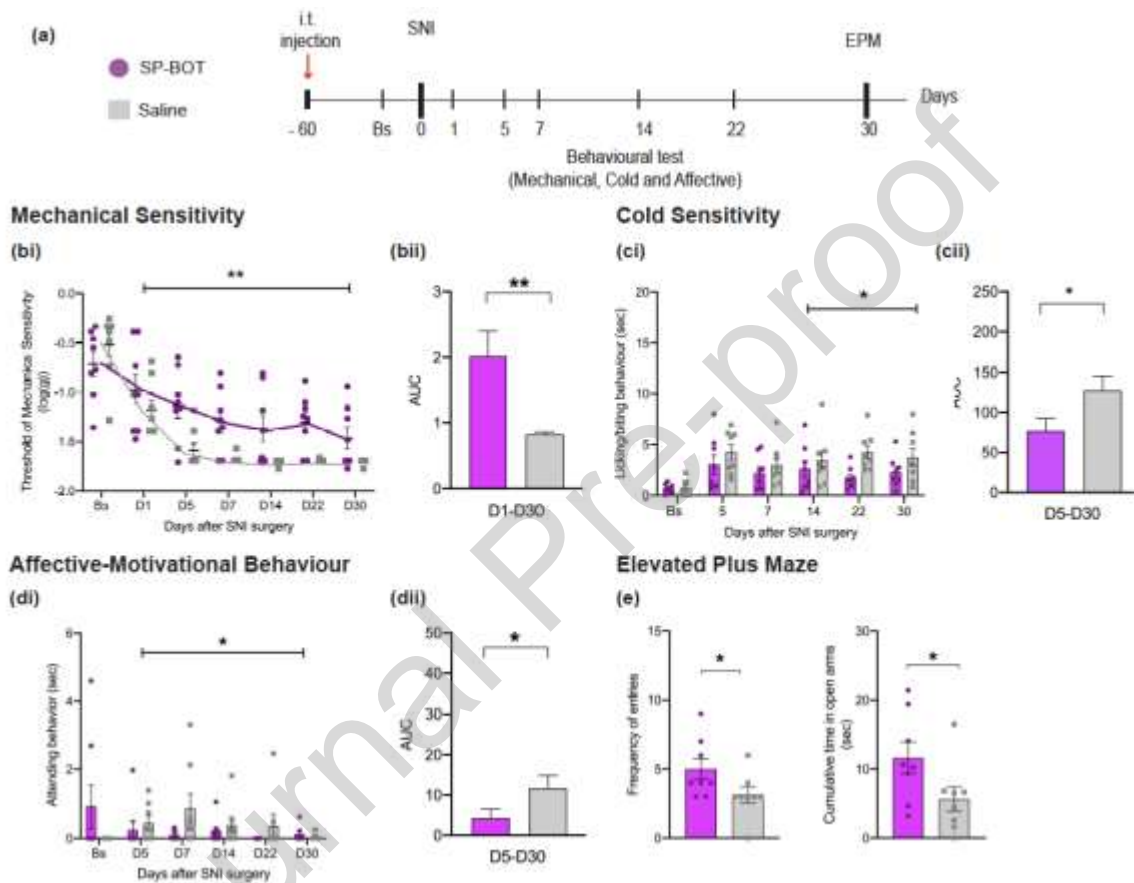 (a)
i.t.
injection
SNI
EPM
SP-BOT
Saline
Days
- 60
Bs
0
1
5
7
14
22
30
Behavioural test
(Mechanical, Cold and Affective)
Mechanical Sensitivity
Cold Sensitivity
(bi)
(bii)
(ci)
(cii)
Threshold of Mechanical Sensitivity
(log(g))
0.0
-0.5
-1.0
-1.5
-2.0
**
Bs D1 D5 D7 D14 D22 D30
Days after SNI surgery
AUC
3
2
1
0
**
D1-D30
Licking/biting behaviour (sec)
20
15
10
5
0
*
Bs 5 7 14 22 30
Days after SNI surgery
AUC
250
200
150
100
50
0
*
D5-D30
Affective-Motivational Behaviour
Elevated Plus Maze
(di)
(dii)
(e)
Attending behavior (sec)
6
4
2
0
*
Bs D5 D7 D14 D22 D30
Days after SNI surgery
AUC
50
40
30
20
10
0
*
D5-D30
Frequency of entries
15
10
5
0
*
Cumulative time in open arms
(sec)
30
20
10
0
*
urnal Pre-proof